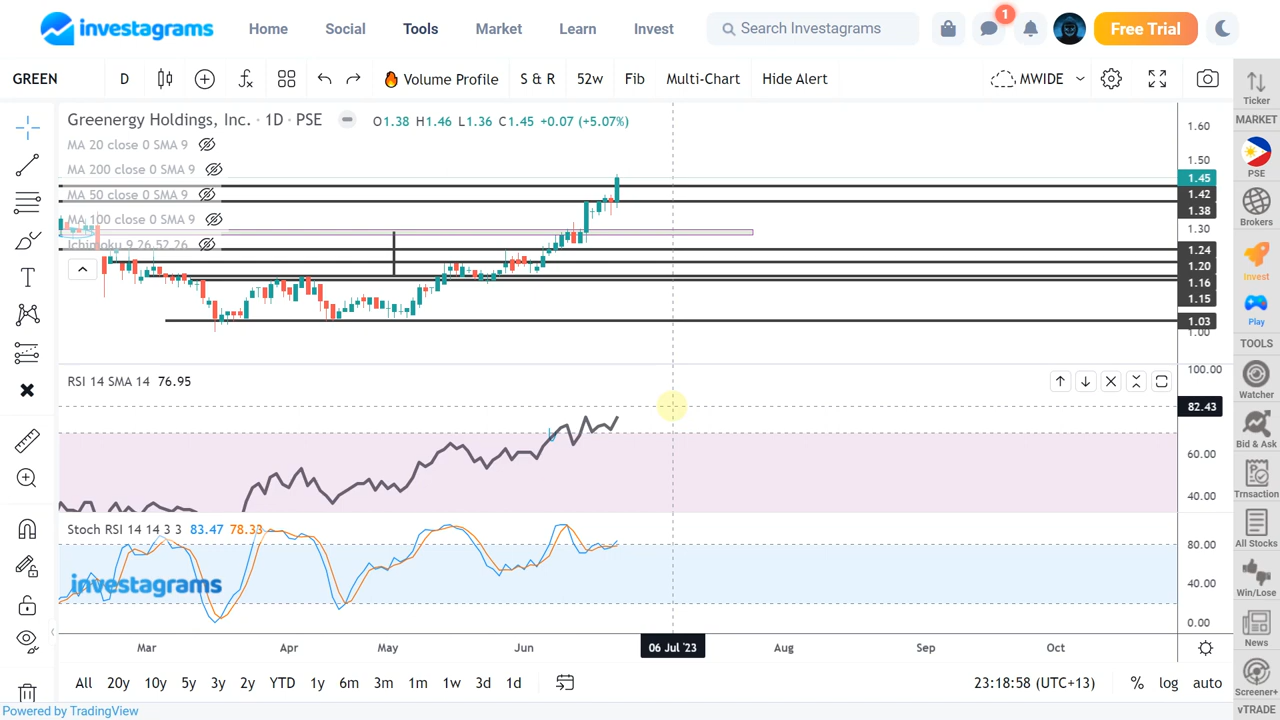 investagrams Home Social Tools Market Learn Invest Search Investagrams 1 Free Trial
GREEN D Volume Profile S & R 52w Fib Multi-Chart Hide Alert MWIDE
Ticker
MARKET
PSE
Brokers
Invest
Play
TOOLS
Watcher
Bid & Ask
Trnsaction
All Stocks
Win/Lose
News
Screener+
vTRADE
Greenergy Holdings, Inc. · 1D · PSE O1.38 H1.46 L1.36 C1.45 +0.07 (+5.07%)
MA 20 close 0 SMA 9
MA 200 close 0 SMA 9
MA 50 close 0 SMA 9
MA 100 close 0 SMA 9
Ichimoku 9 26 52 26
1.60
1.50
1.45
1.42
1.38
1.30
1.24
1.20
1.16
1.15
1.03
1.00
RSI 14 SMA 14 76.95
100.00
82.43
60.00
40.00
Stoch RSI 14 14 3 3 83.47 78.33
80.00
40.00
0.00
investagrams
Mar Apr May Jun 06 Jul '23 Aug Sep Oct
All 20y 10y 5y 3y 2y YTD 1y 6m 3m 1m 1w 3d 1d 23:18:58 (UTC+13) % log auto
Powered by TradingView